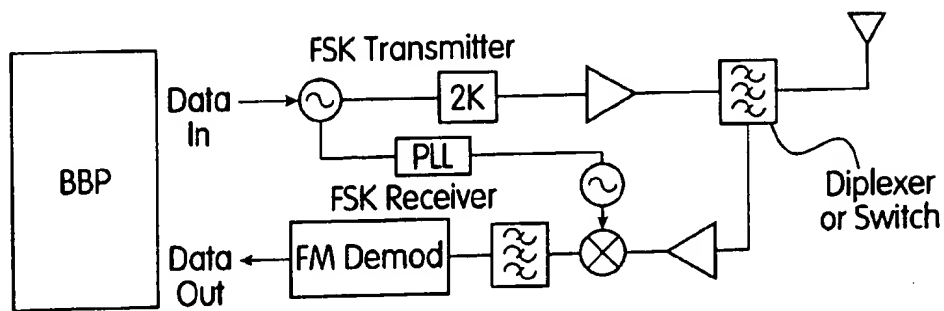 FSK Transmitter
Data
In
2K
PLL
BBP
FSK Receiver
Diplexer
or Switch
FM Demod
Data
Out